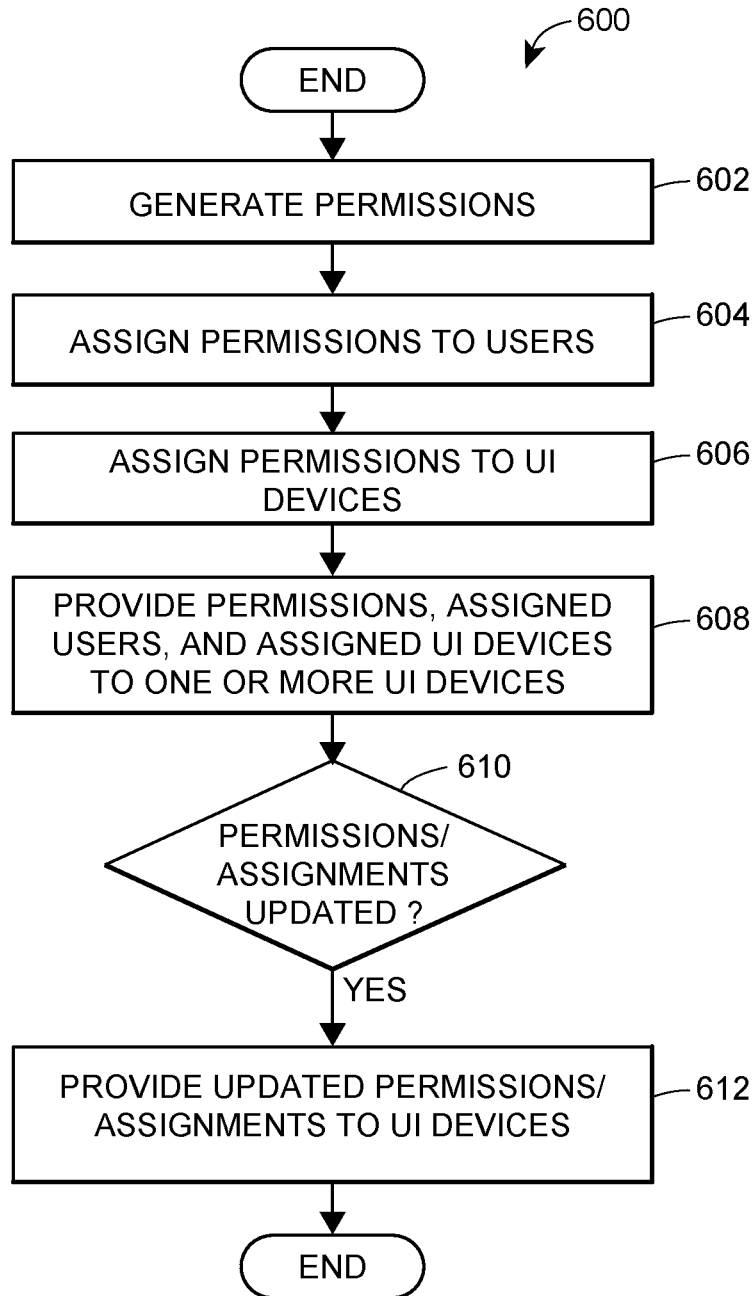 600
END
GENERATE PERMISSIONS
602
ASSIGN PERMISSIONS TO USERS
604
ASSIGN PERMISSIONS TO UI
DEVICES
606
PROVIDE PERMISSIONS, ASSIGNED
USERS, AND ASSIGNED UI DEVICES
TO ONE OR MORE UI DEVICES
608
610
PERMISSIONS/
ASSIGNMENTS
UPDATED ?
YES
PROVIDE UPDATED PERMISSIONS/
ASSIGNMENTS TO UI DEVICES
612
END